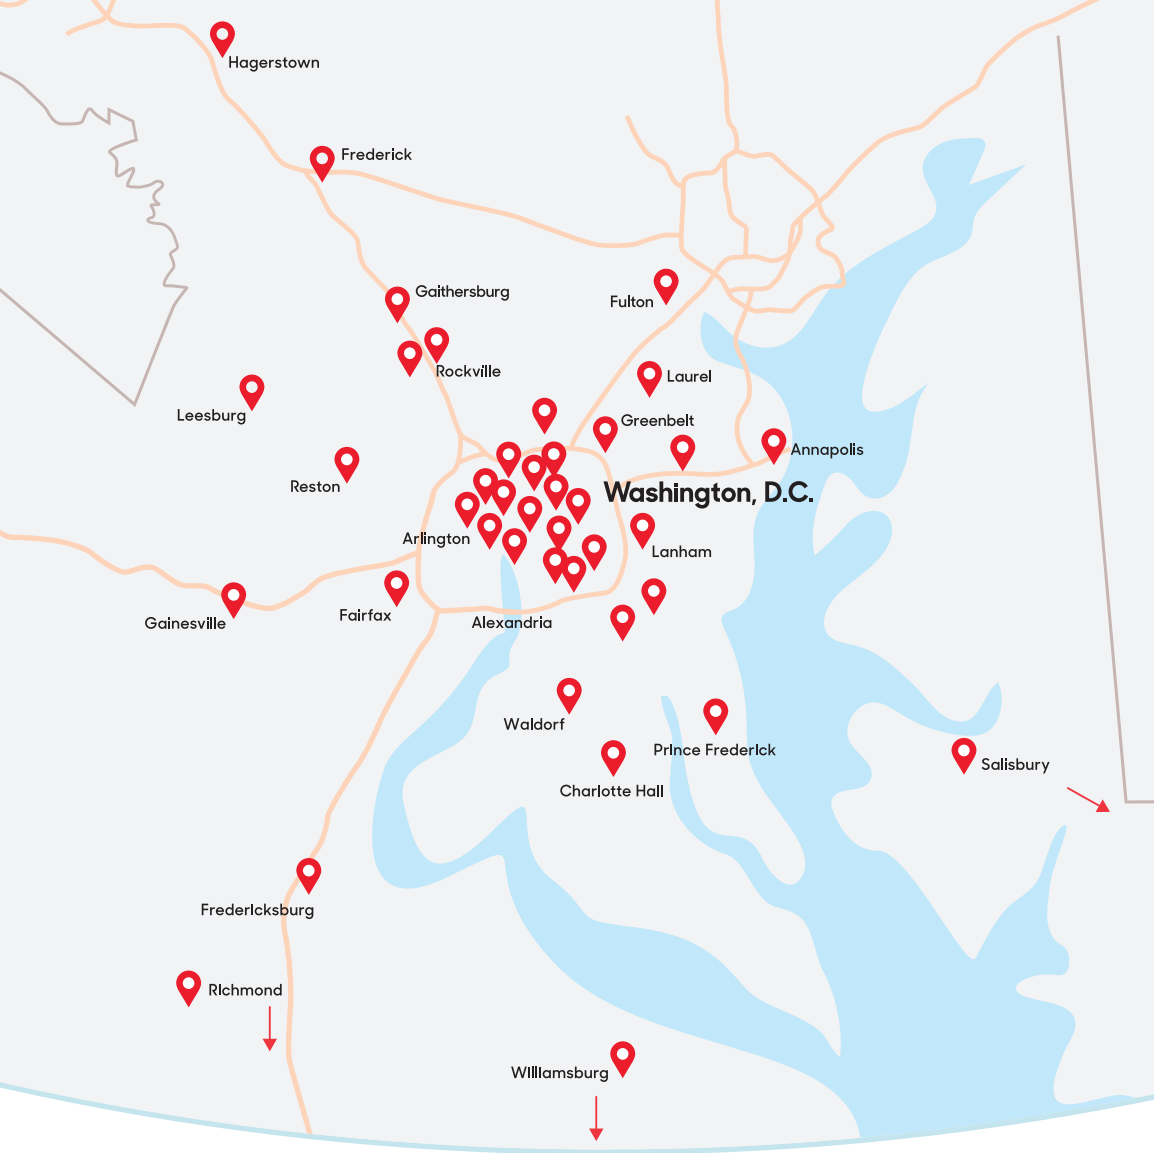 Hagerstown
Frederick
Gaithersburg
Fulton
Rockville
Laurel
Leesburg
Greenbelt
Annapolis
Reston
Washington, D.C.
Arlington
Lanham
Fairfax
Gainesville
Alexandria
Waldorf
PrInce FrederIck
Salisbury
Charlotte Hall
FrederIcksburg
RIchmond
WIllIamsburg